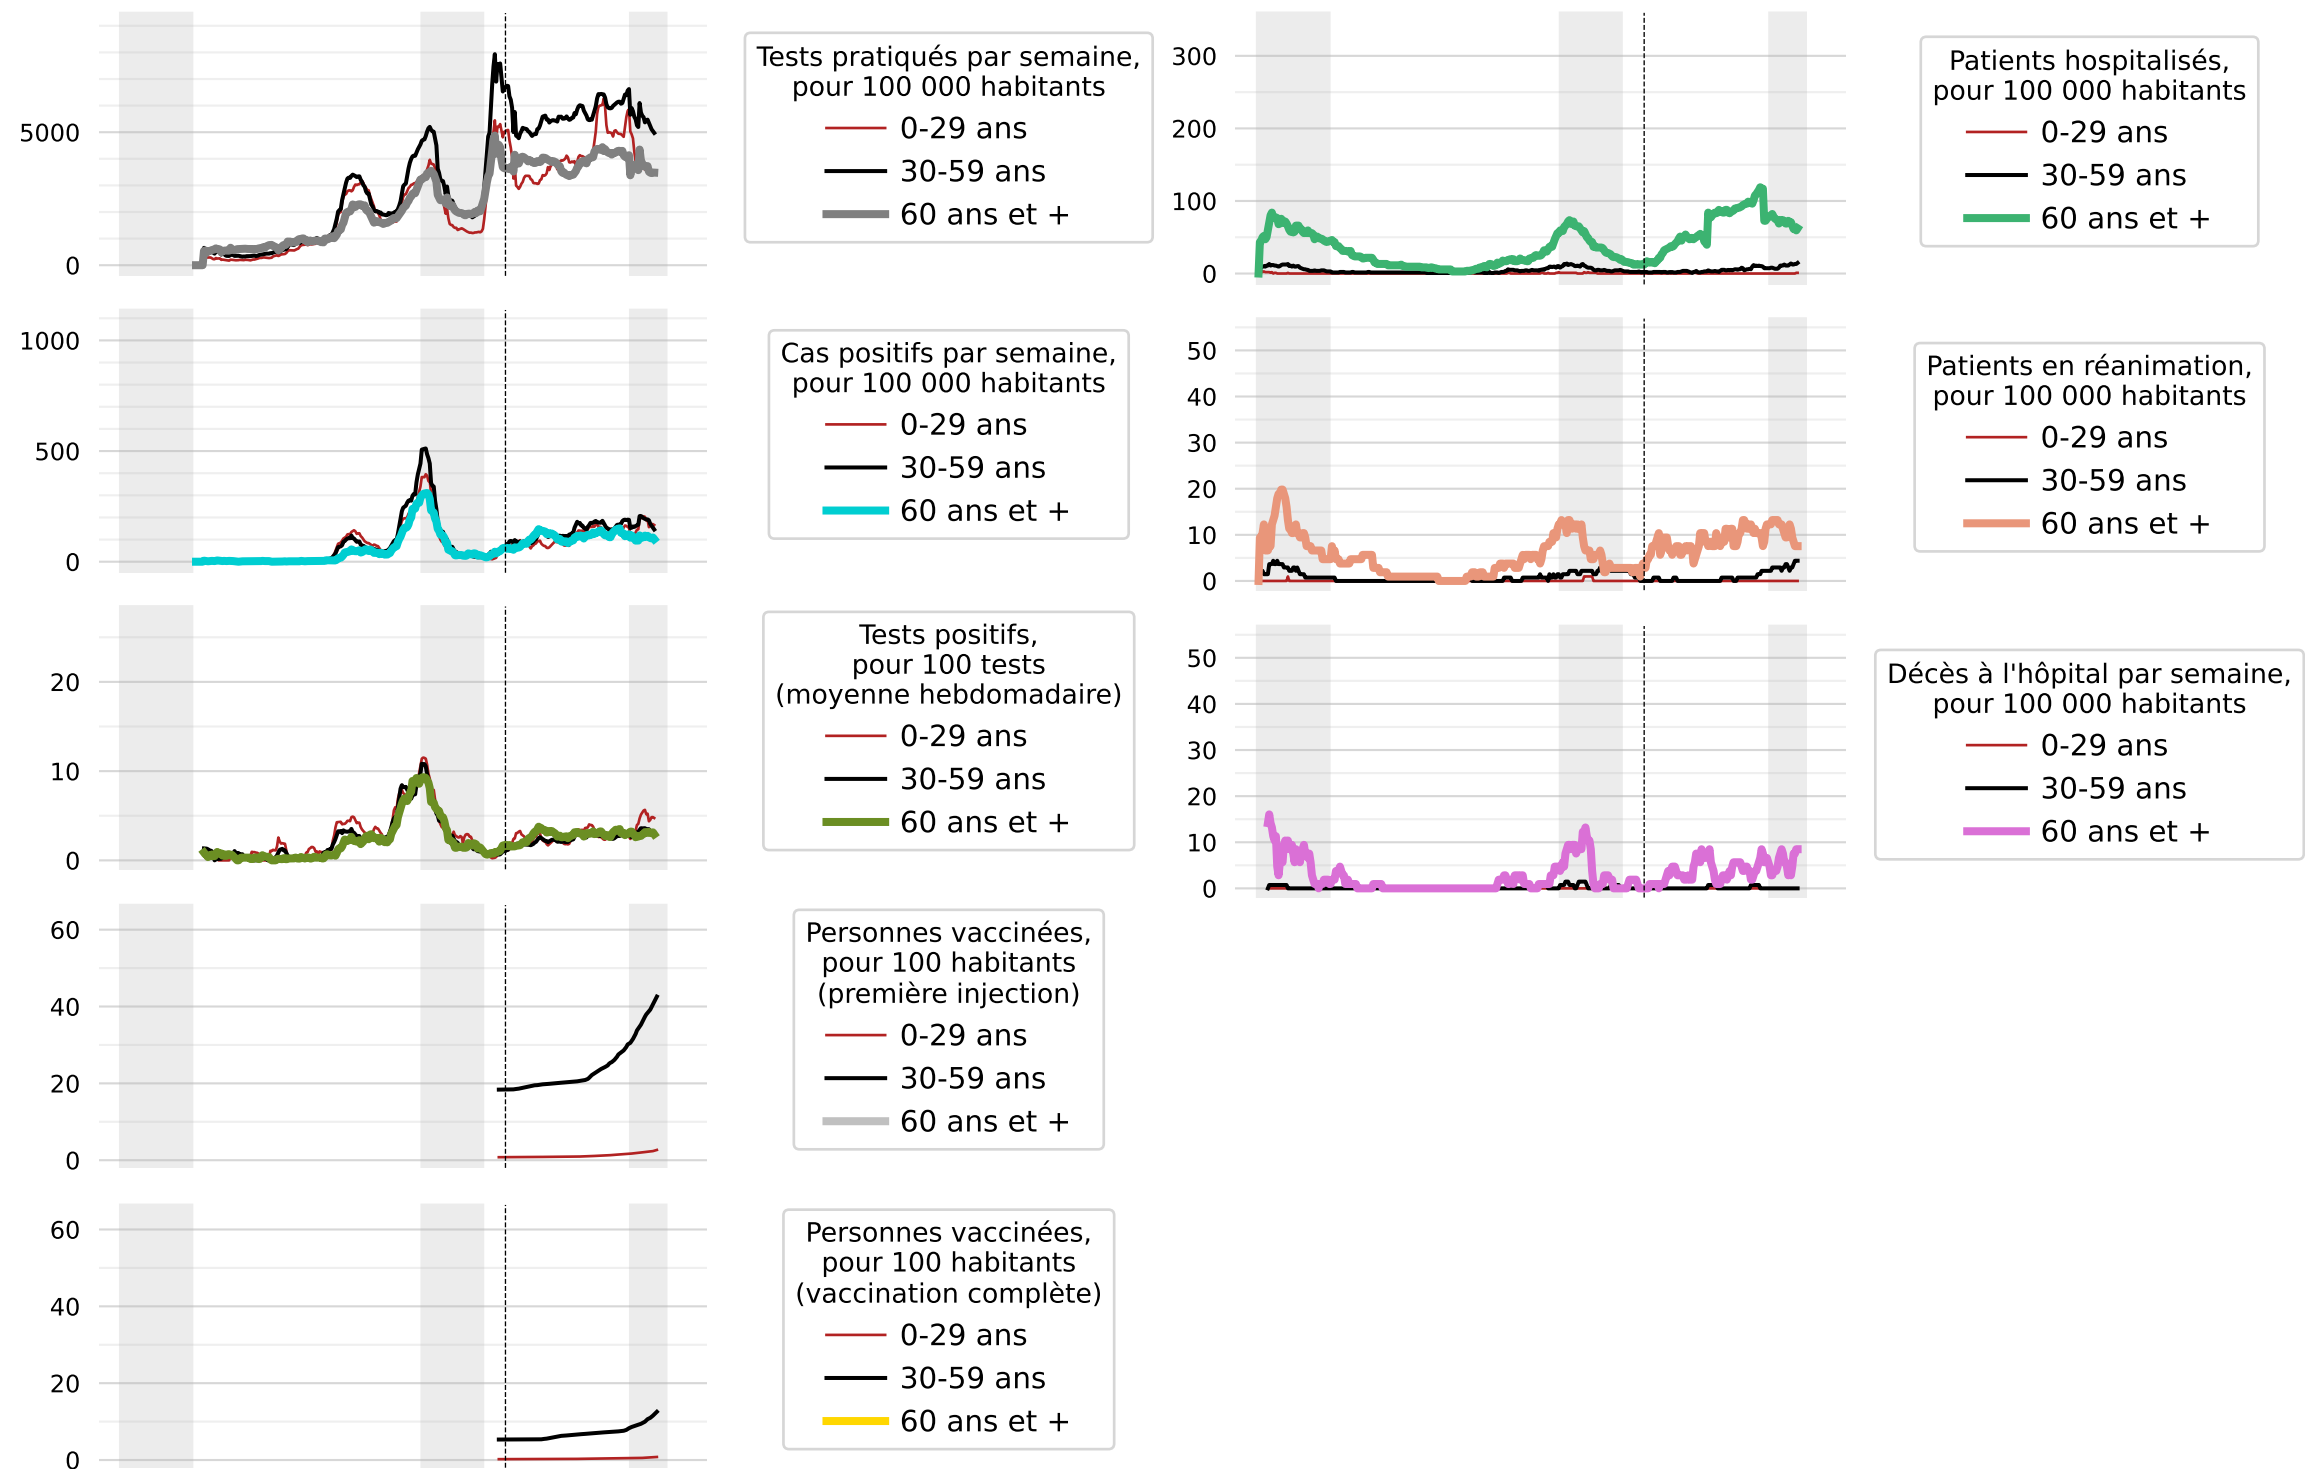 5000
0
Tests pratiqués par semaine,
pour 100 000 habitants
0-29 ans
30-59 ans
60 ans et +
1000
500
0
Cas positifs par semaine,
pour 100 000 habitants
0-29 ans
30-59 ans
60 ans et +
20
10
0
Tests positifs,
pour 100 tests
(moyenne hebdomadaire)
0-29 ans
30-59 ans
60 ans et +
60
40
20
0
Personnes vaccinées,
pour 100 habitants
(première injection)
0-29 ans
30-59 ans
60 ans et +
60
40
20
0
Personnes vaccinées,
pour 100 habitants
(vaccination complète)
0-29 ans
30-59 ans
60 ans et +
300
200
100
0
Patients hospitalisés,
pour 100 000 habitants
0-29 ans
30-59 ans
60 ans et +
50
40
30
20
10
0
Patients en réanimation,
pour 100 000 habitants
0-29 ans
30-59 ans
60 ans et +
50
40
30
20
10
0
Décès à l'hôpital par semaine,
pour 100 000 habitants
0-29 ans
30-59 ans
60 ans et +